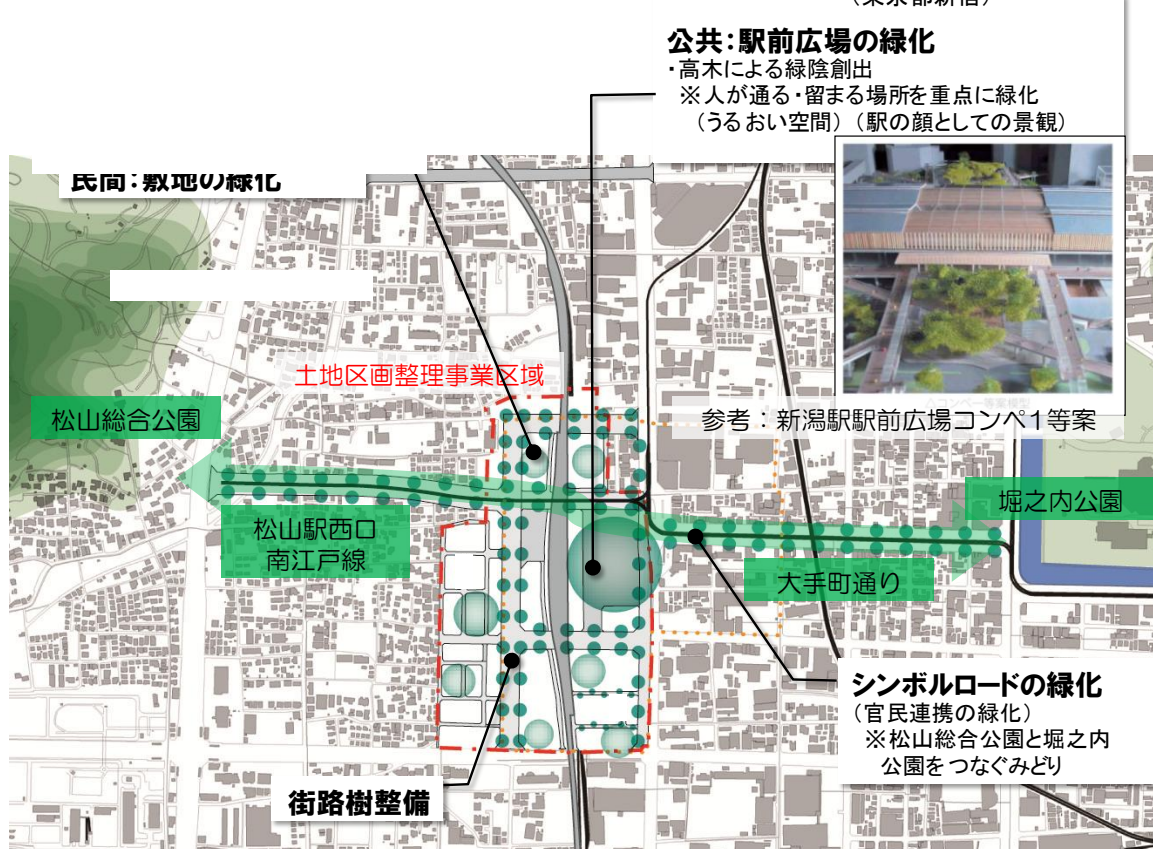 公共：駅前広場の緑化
・高木による緑陰創出
※人が通る・留まる場所を重点に緑化
（うるおい空間）（駅の顔としての景観）
民間：敷地の緑化
土地区画整理事業区域
参考：新潟駅駅前広場コンペ１等案
松山総合公園
堀之内公園
松山駅西口
南江戸線
大手町通り
シンボルロードの緑化
（官民連携の緑化）
※松山総合公園と堀之内
公園をつなぐみどり
街路樹整備